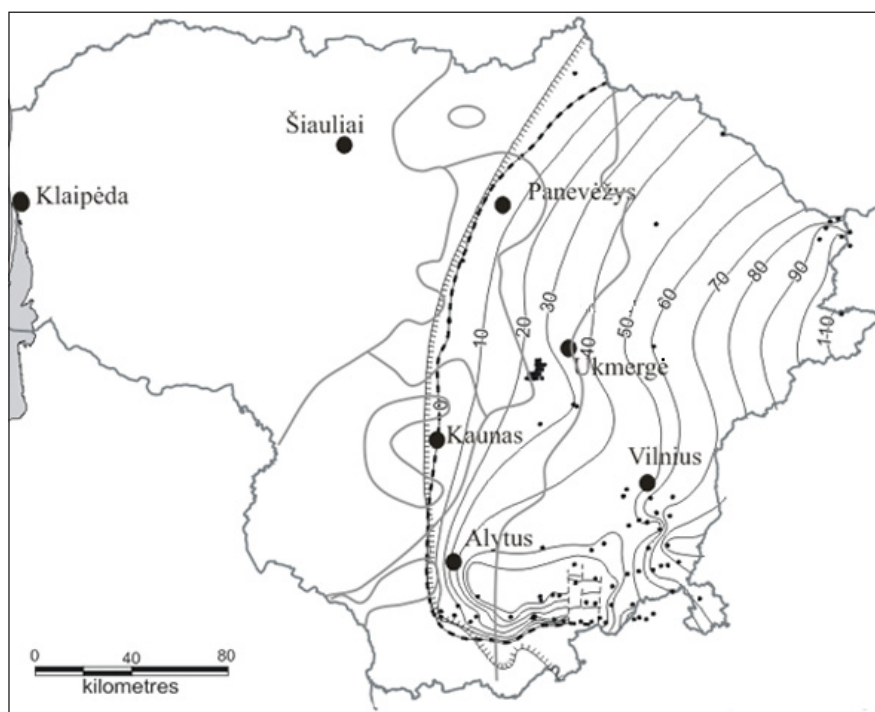 Šiauliai
Klaipėda
Panevėžys
10
20
30
40
50
60
70
80
90
110
0
Ukmergė
Kaunas
Vilnius
Alytus
0 40 80
kilometres